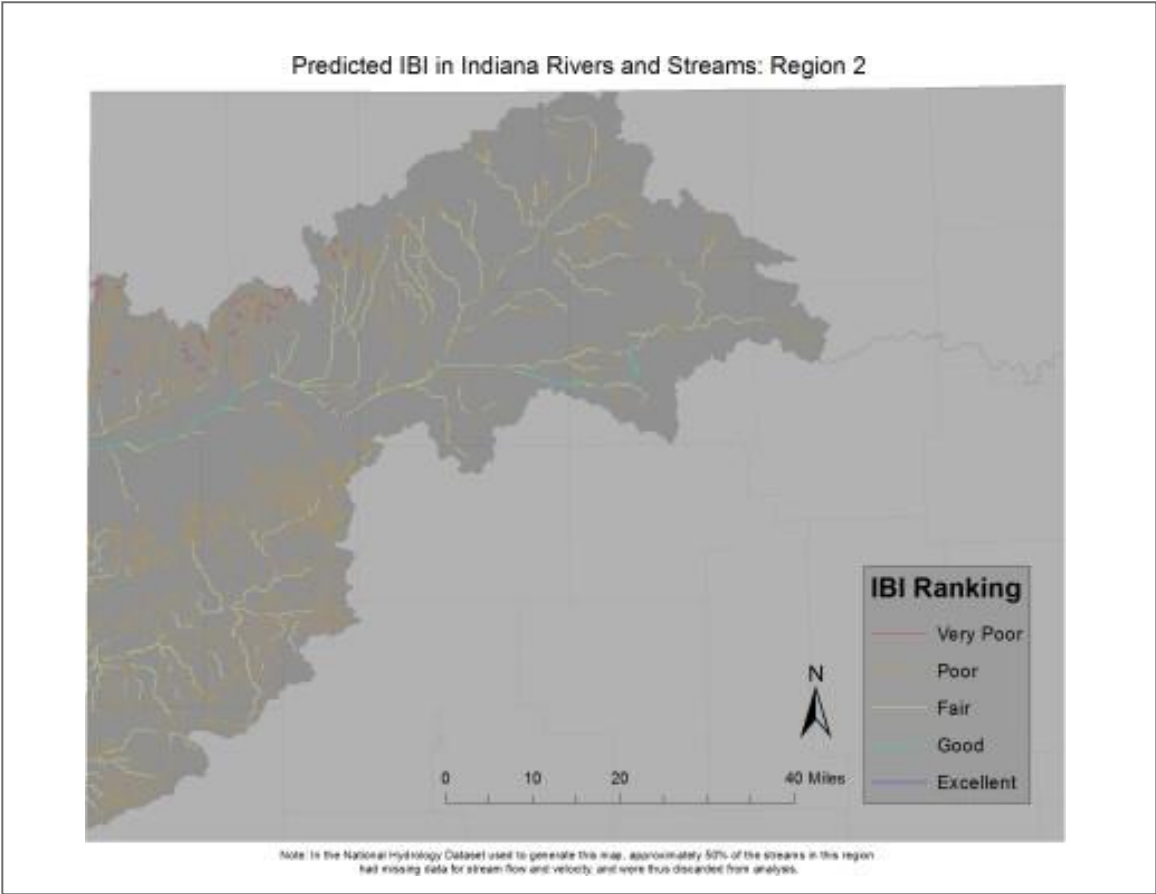 Predicted IBI in Indiana Rivers and Streams: Region 2
IBI Ranking
Very Poor
Poor
Fair
Good
Excellent
N
0 10 20 40 Miles
Note: In the National Hydrology Dataset used to generate this map, approximately 50% of the streams in this region
had missing data for stream flow and velocity, and were thus discarded from analysis.